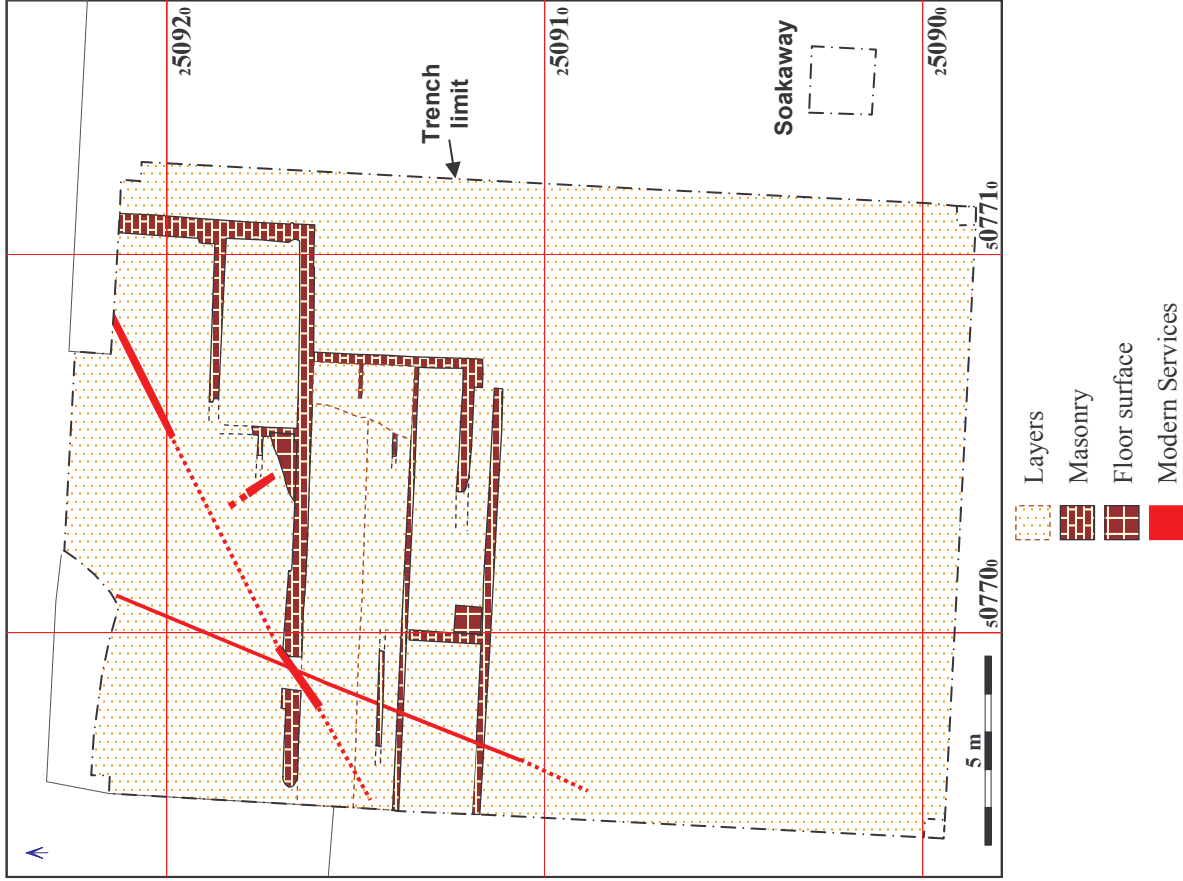 250920
250910
250900
Trench
limit
Soakaway
507710
507700
5 m
Layers
Masonry
Floor surface
Modern Services